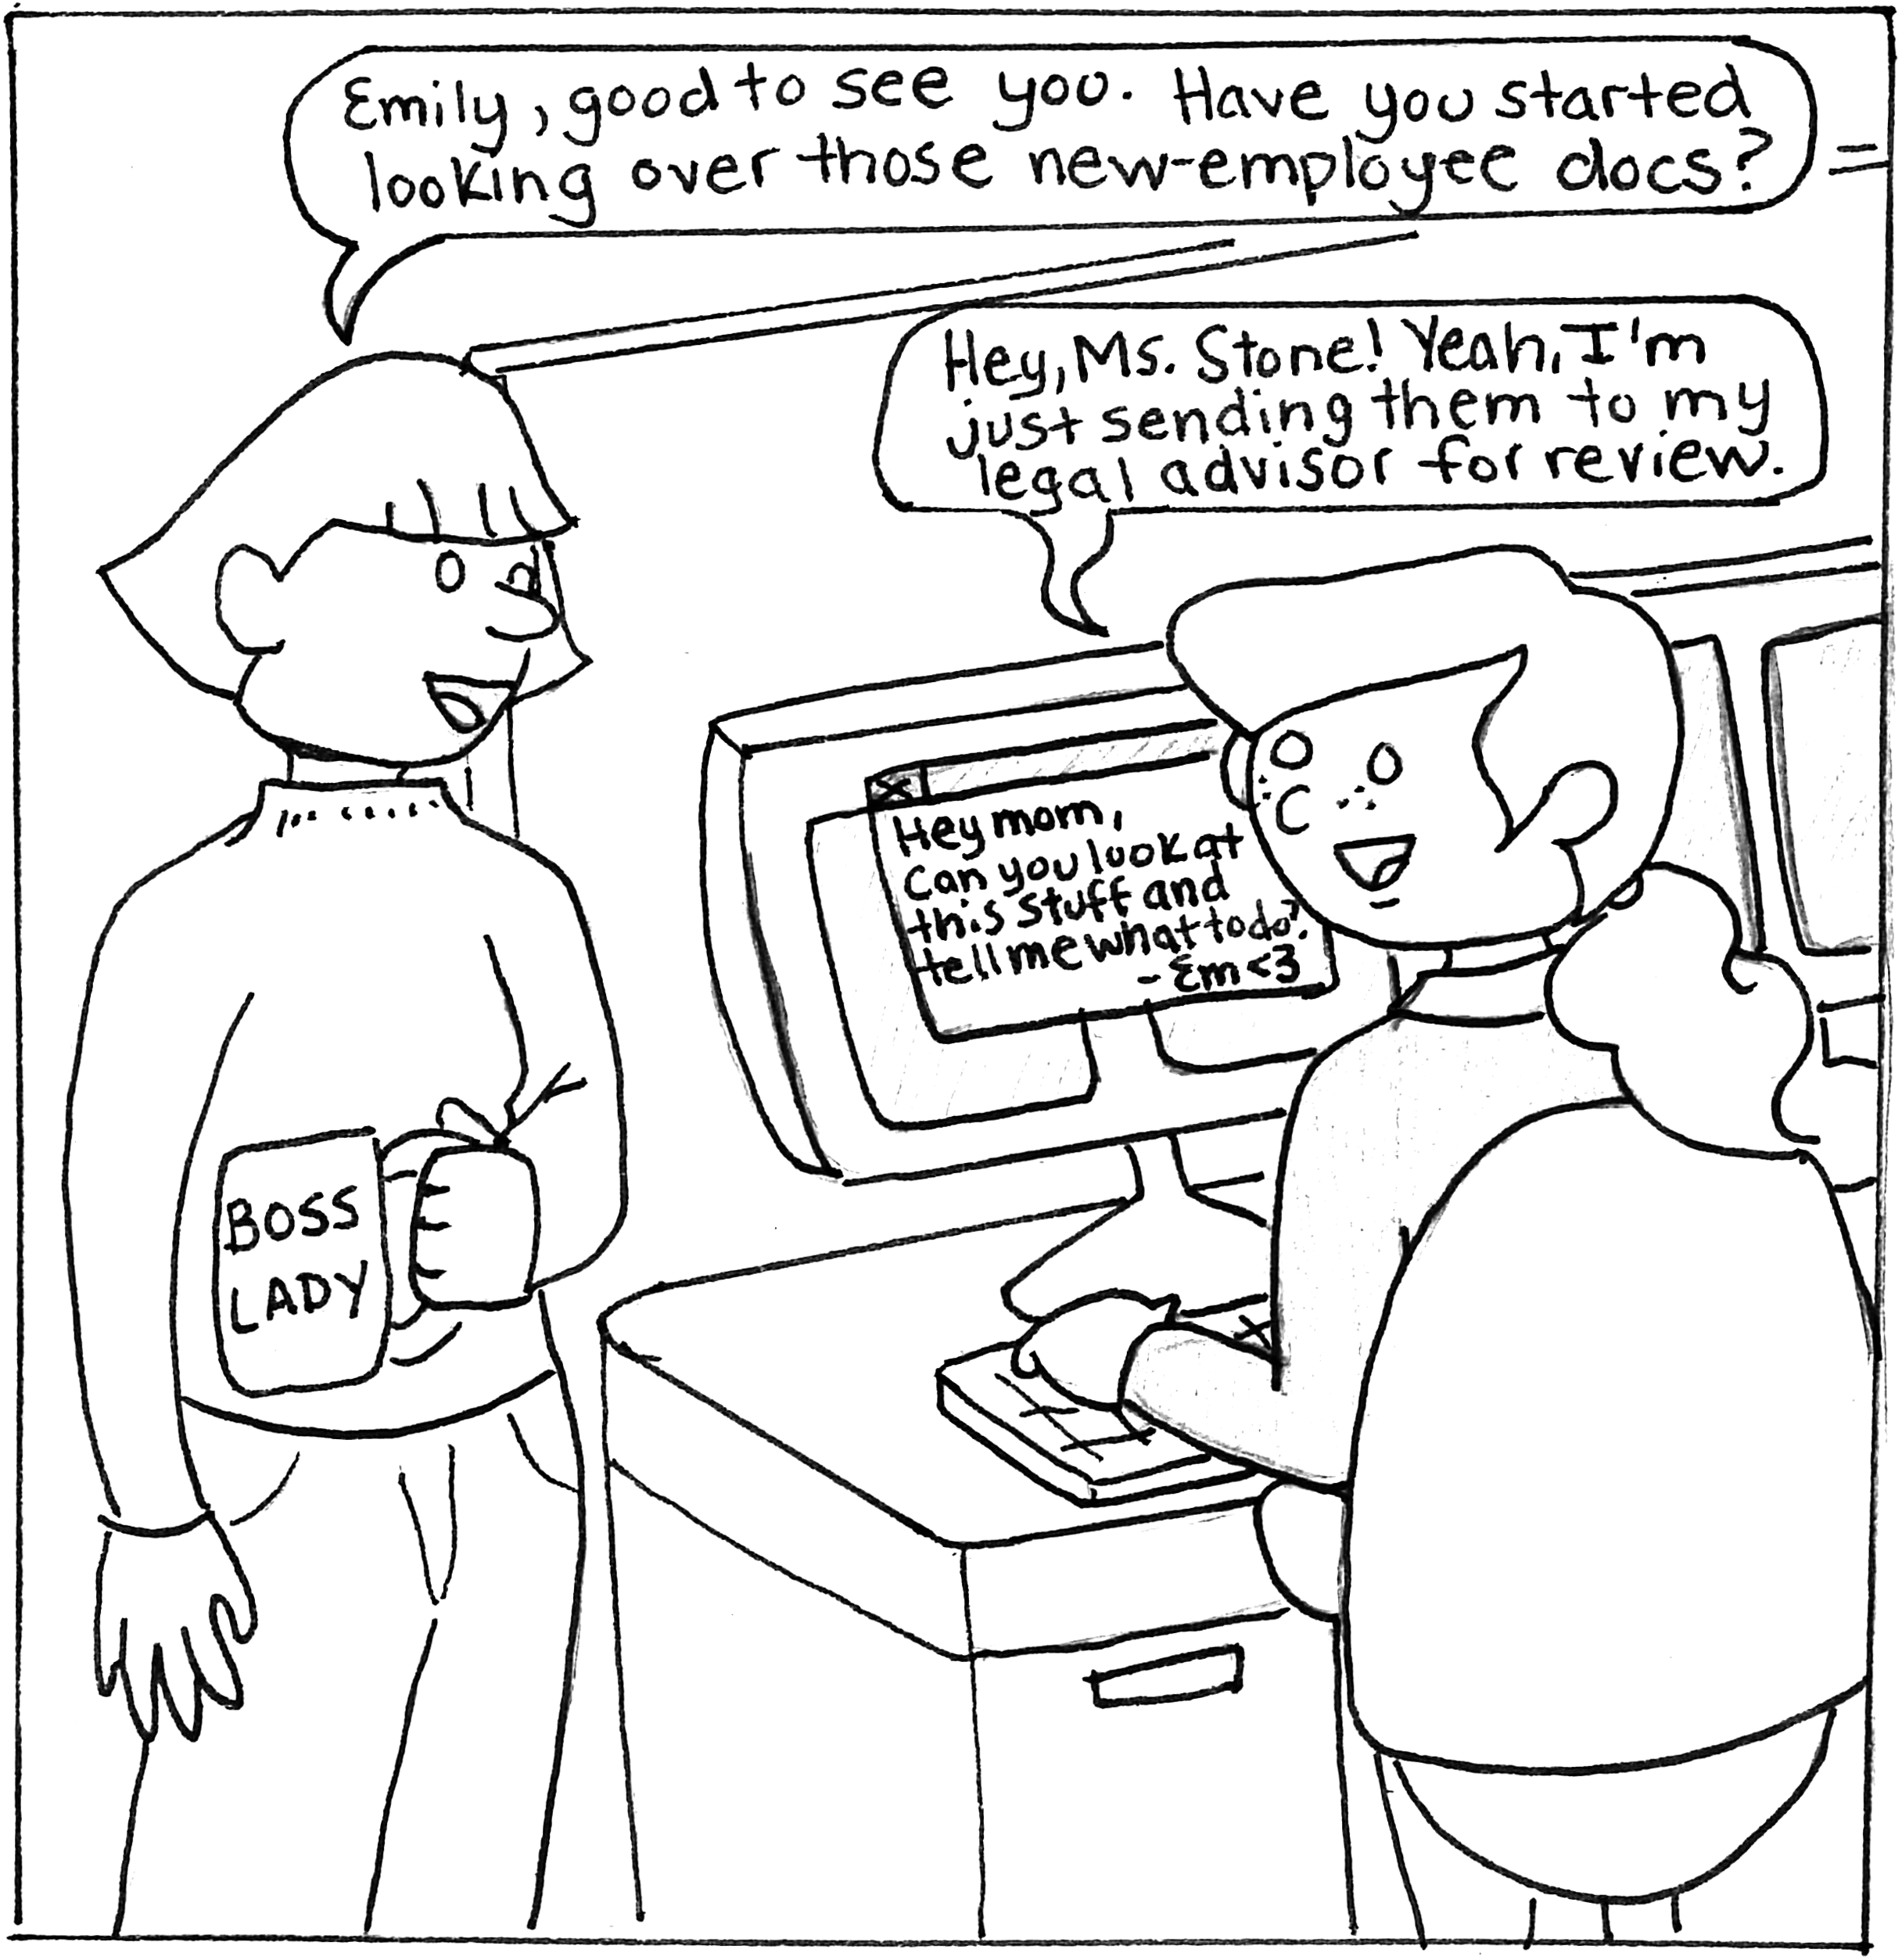 Emily, good to see you. Have you started
looking over those new-employee docs?
Hey, Ms. Stone! Yeah, I'm
just sending them to my
legal advisor for review.
X
Hey mom,
Can you look at
this stuff and
tell me what to do?
- Em <3
BOSS
LADY